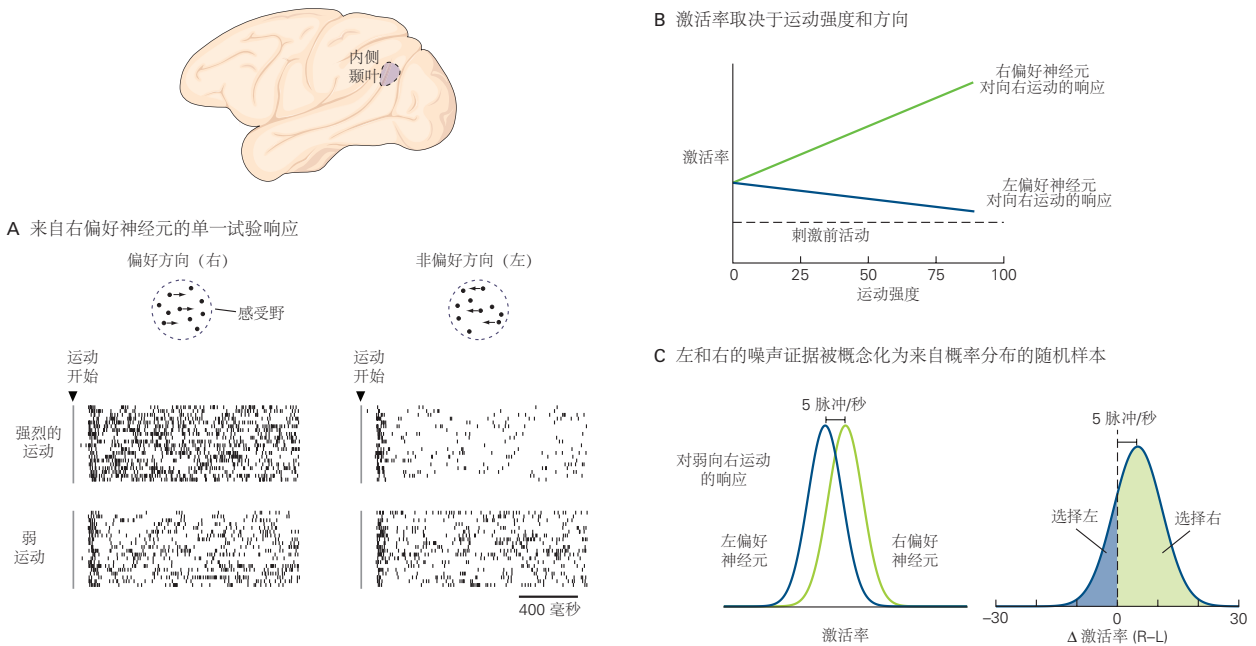 内侧
颞叶
A 来自右偏好神经元的单一试验响应
偏好方向（右）
非偏好方向（左）
感受野
运动
开始
运动
开始
强烈的
运动
弱
运动
400 毫秒
B 激活率取决于运动强度和方向
右偏好神经元
对向右运动的响应
激活率
左偏好神经元
对向右运动的响应
刺激前活动
0 25 50 75 100
运动强度
C 左和右的噪声证据被概念化为来自概率分布的随机样本
5 脉冲/秒
对弱向右运动
的响应
左偏好
神经元
右偏好
神经元
激活率
5 脉冲/秒
选择左
选择右
–30 0 30
Δ 激活率 (R–L)